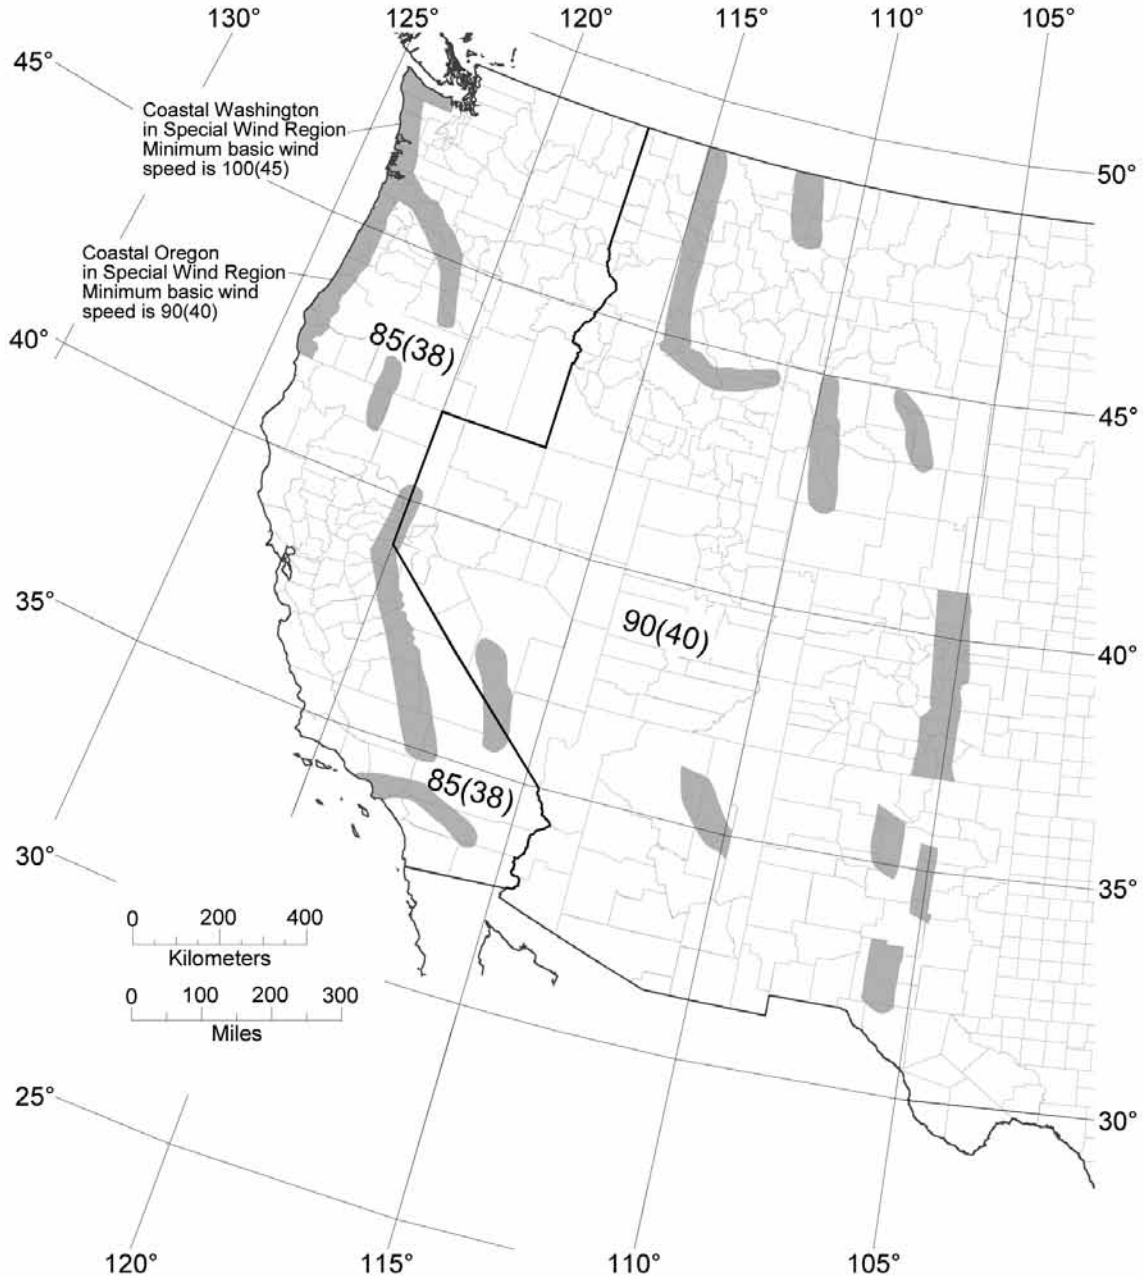 130°
125°
120°
115°
110°
105°
45°
Coastal Washington
in Special Wind Region
Minimum basic wind
speed is 100(45)
50°
Coastal Oregon
in Special Wind Region
Minimum basic wind
speed is 90(40)
40°
85(38)
45°
35°
90(40)
40°
85(38)
30°
35°
0 200 400
Kilometers
0 100 200 300
Miles
25°
30°
120°
115°
110°
105°